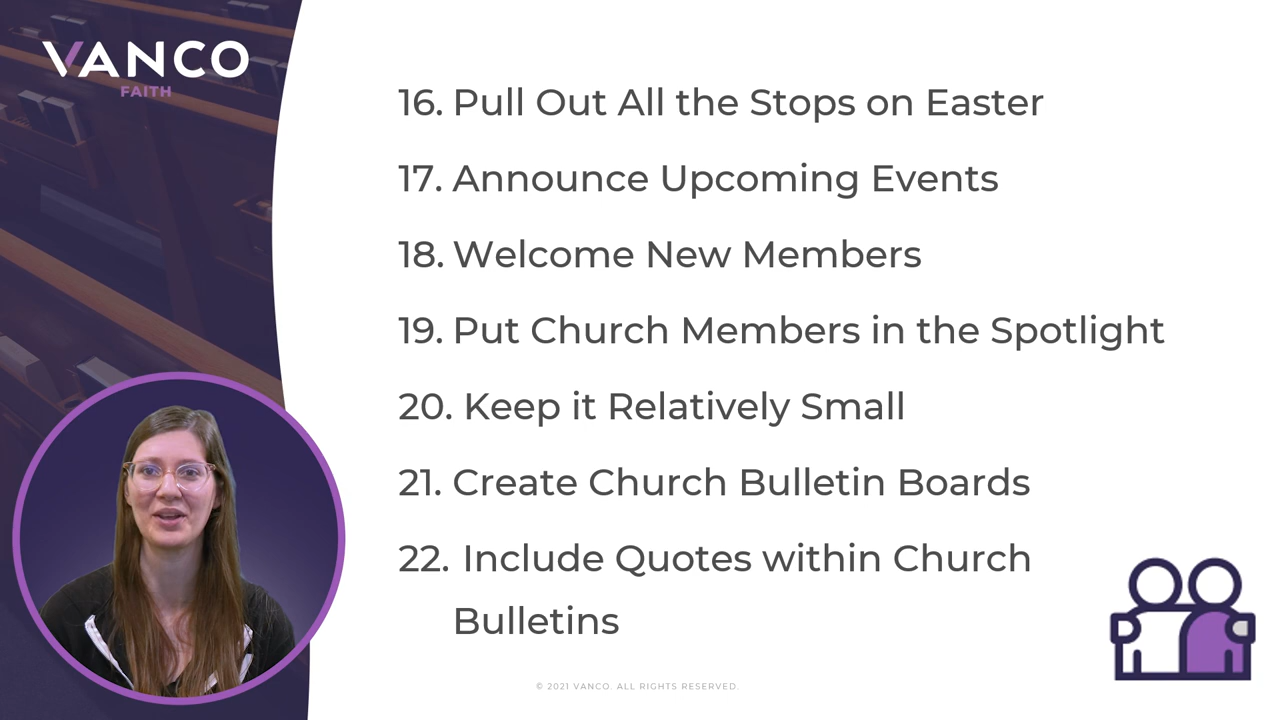 VANCO
FAITH
16. Pull Out All the Stops on Easter
17. Announce Upcoming Events
18. Welcome New Members
19. Put Church Members in the Spotlight
20. Keep it Relatively Small
21. Create Church Bulletin Boards
22. Include Quotes within Church
Bulletins
© 2021 VANCO. ALL RIGHTS RESERVED.